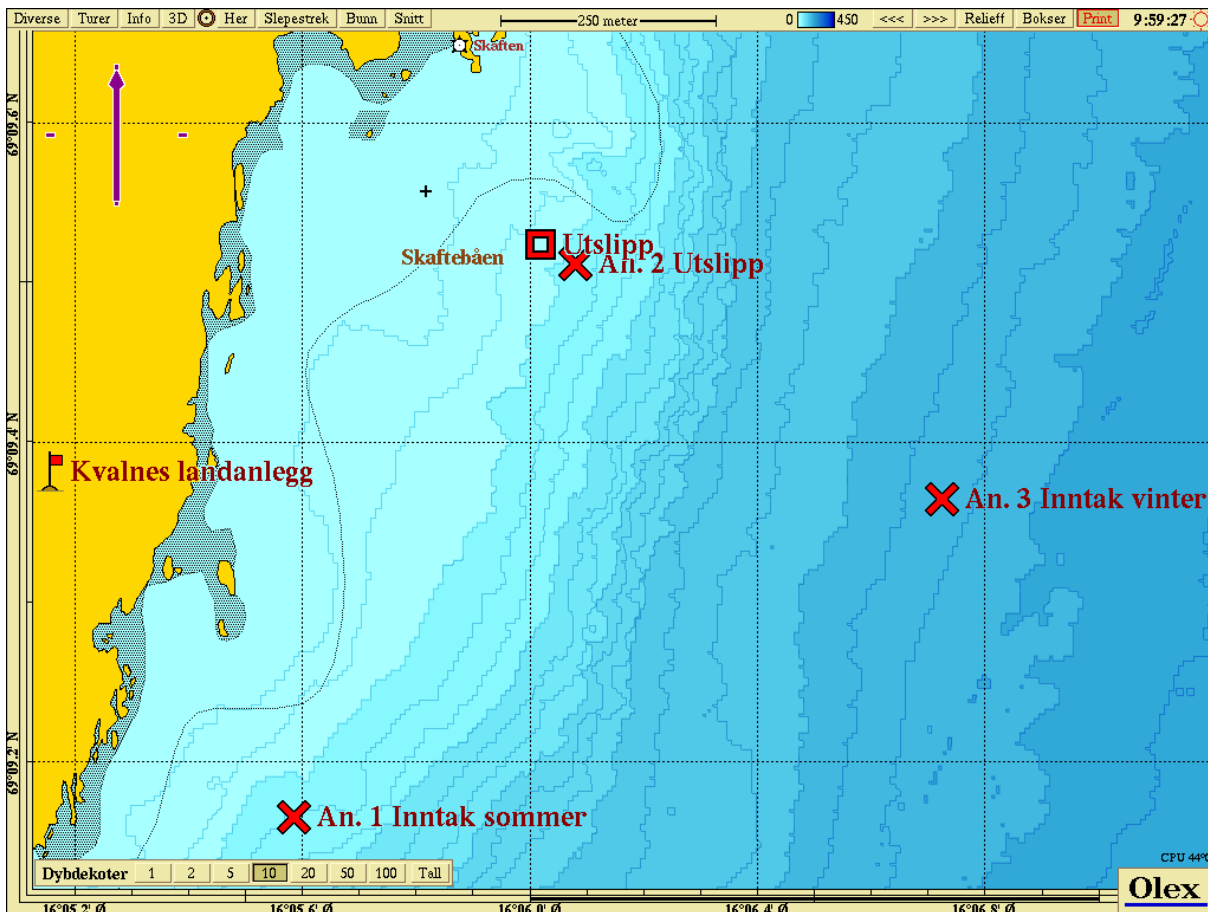 Diverse Turer Info 3D Her Slepestrek Bunn Snitt 250 meter 0 450 <<< >>> Relieff Bokser Print 9:59:27
Skaften
69°09.6' N
Utslipp
Skaftebåen
An. 2 Utslipp
69°09.4' N
Kvalnes landanlegg
An. 3 Inntak vinter
69°09.2' N
An. 1 Inntak sommer
CPU 44°C
Dybdekoter 1 2 5 10 20 50 100 Tall
Olex
16°05.2' Ø 16°05.6' Ø 16°06.0' Ø 16°06.4' Ø 16°06.8' Ø